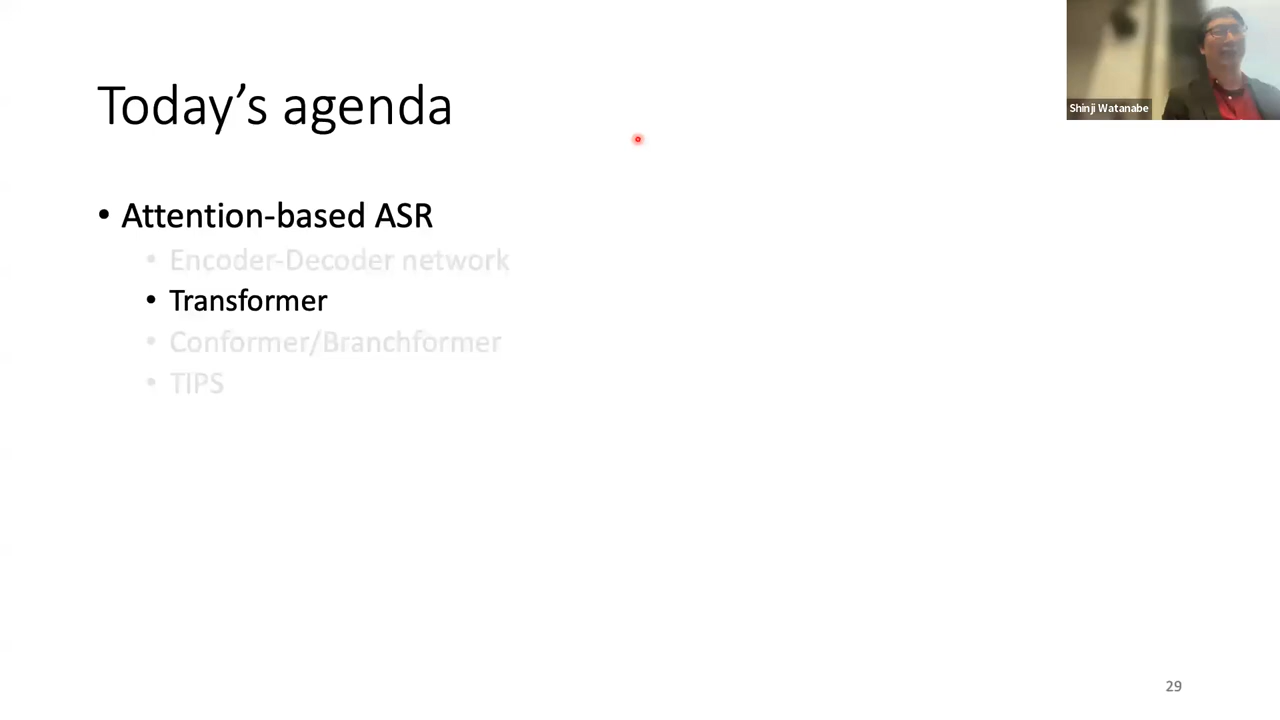 Shinji Watanabe
Today's agenda
• Attention-based ASR
• Encoder-Decoder network
• Transformer
• Conformer/Branchformer
• TIPS
29